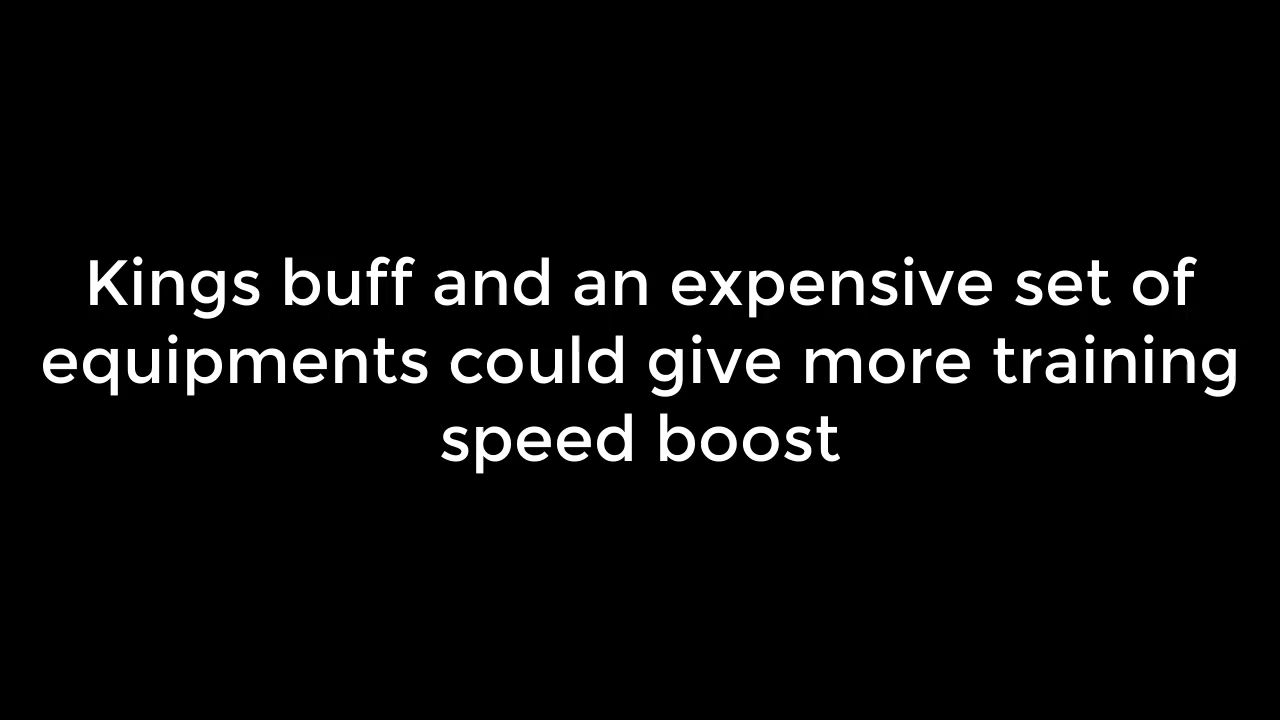 Kings buff and an expensive set of
equipments could give more training
speed boost